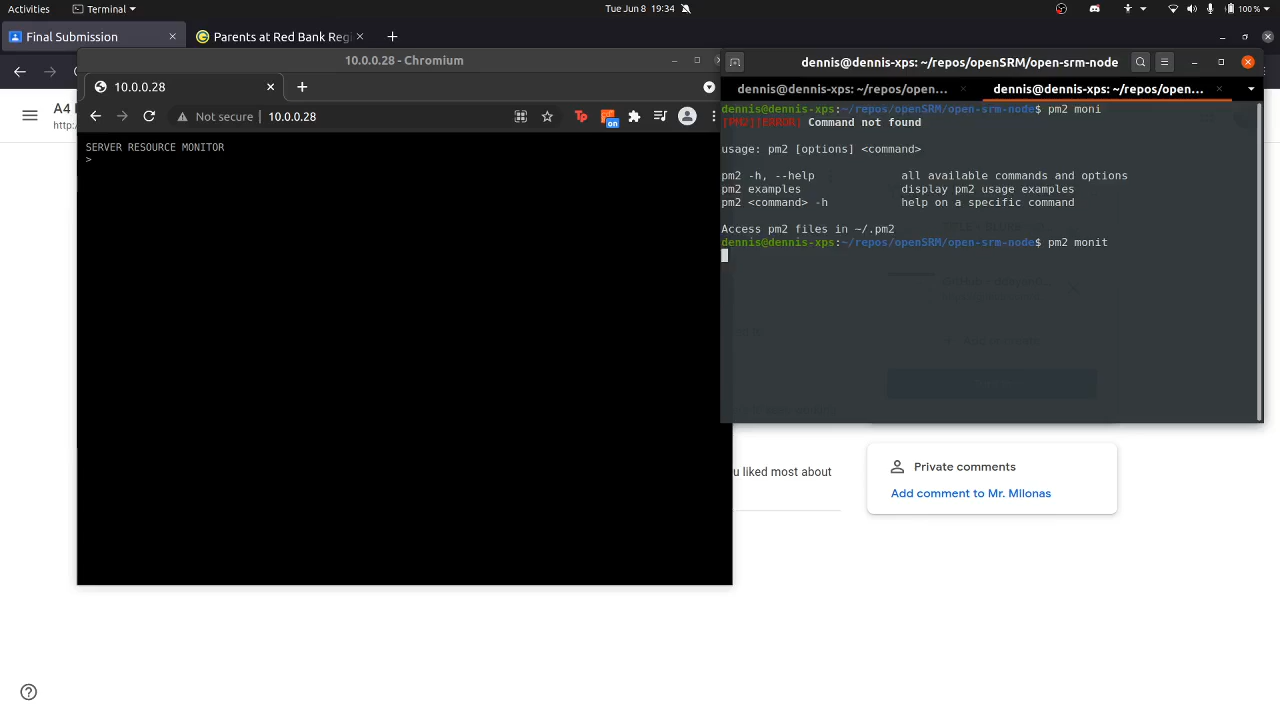 Activities
Terminal
Tue Jun 8 19:34
100 %
Final Submission
Parents at Red Bank Regi
10.0.0.28 - Chromium
10.0.0.28
Not secure
10.0.0.28
on
SERVER RESOURCE MONITOR
>
A4
http:
dennis@dennis-xps: ~/repos/openSRM/open-srm-node
dennis@dennis-xps: ~/repos/open...
dennis@dennis-xps: ~/repos/open...
dennis@dennis-xps:~/repos/openSRM/open-srm-node$ pm2 moni
[PM2][ERROR] Command not found
usage: pm2 [options] <command>
pm2 -h, --help all available commands and options
pm2 examples display pm2 usage examples
pm2 <command> -h help on a specific command
Access pm2 files in ~/.pm2
dennis@dennis-xps:~/repos/openSRM/open-srm-node$ pm2 monit
u liked most about
Private comments
Add comment to Mr. Milonas